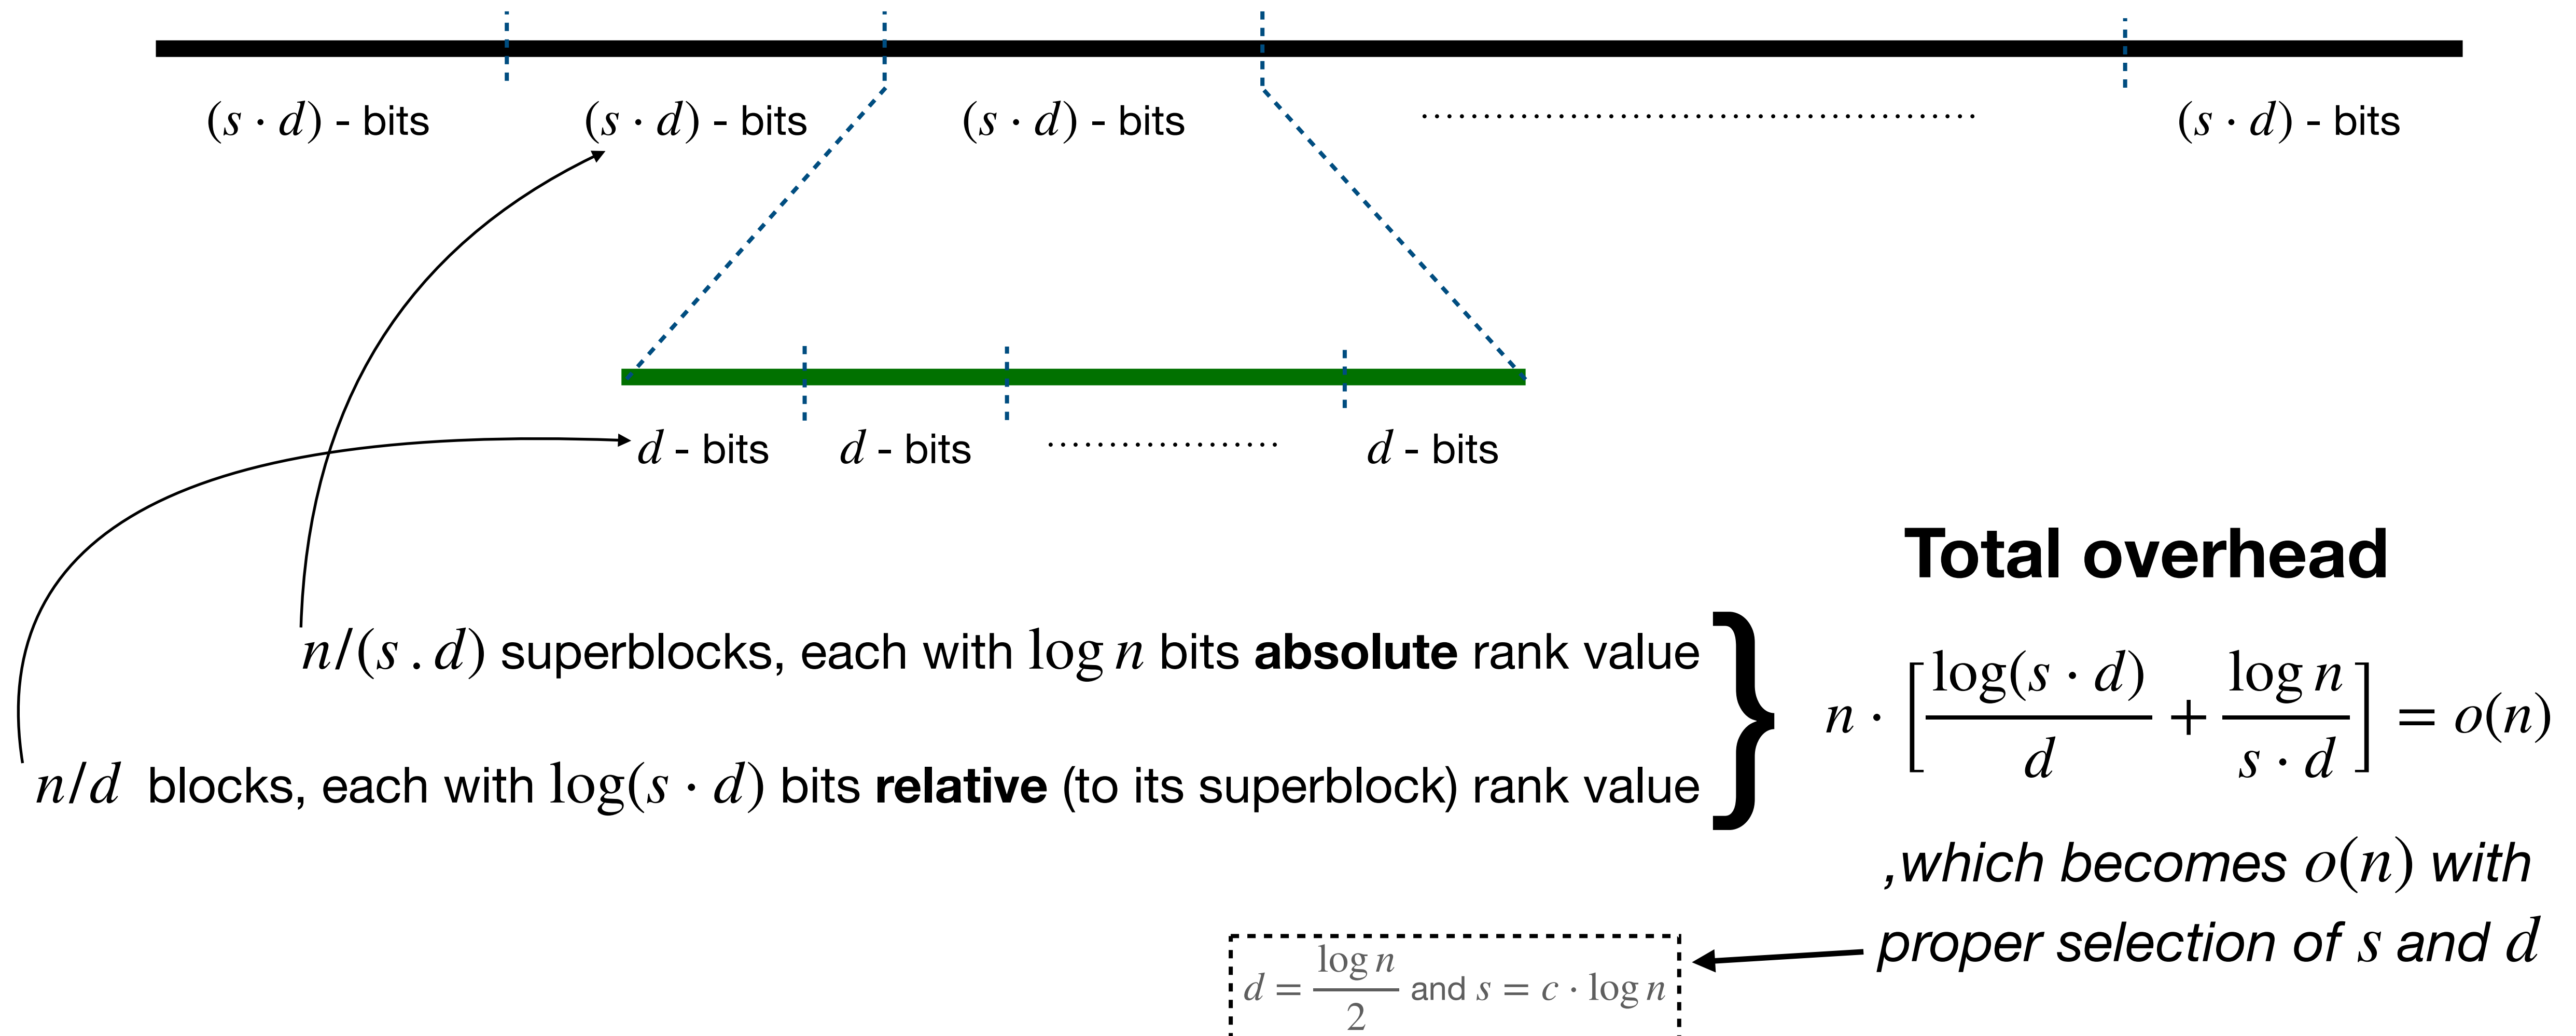 (s · d) - bits (s · d) - bits (s · d) - bits ............................................ (s · d) - bits
d - bits d - bits ................... d - bits
Total overhead
n/(s . d) superblocks, each with log n bits absolute rank value
n/d blocks, each with log(s · d) bits relative (to its superblock) rank value
n · [ log(s · d) / d + log n / s · d ] = o(n)
,which becomes o(n) with
proper selection of s and d
d = log n / 2 and s = c · log n